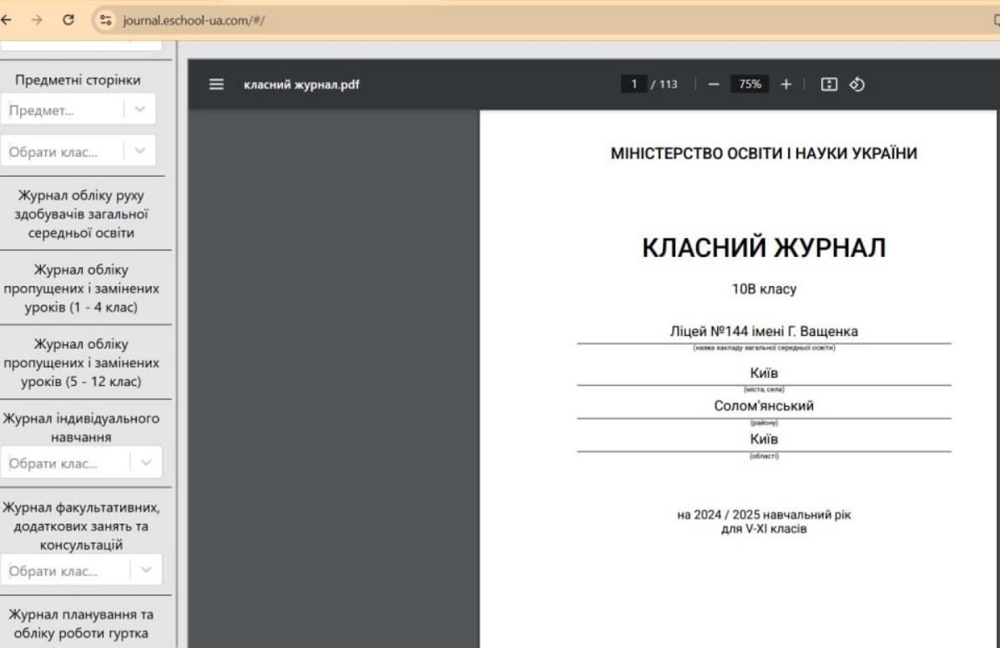 journal.eschool-ua.com/#/
Предметні сторінки
Предмет...
Обрати клас...
Журнал обліку руху
здобувачів загальної
середньої освіти
Журнал обліку
пропущених і замінених
уроків (1 - 4 клас)
Журнал обліку
пропущених і замінених
уроків (5 - 12 клас)
Журнал індивідуального
навчання
Обрати клас...
Журнал факультативних,
додаткових занять та
консультацій
Обрати клас...
Журнал планування та
обліку роботи гуртка
класний журнал.pdf
1 / 113
75%
МІНІСТЕРСТВО ОСВІТИ І НАУКИ УКРАЇНИ
КЛАСНИЙ ЖУРНАЛ
10В класу
Ліцей №144 імені Г. Ващенка
(назва закладу загальної середньої освіти)
Київ
(міста, села)
Солом'янський
(району)
Київ
(області)
на 2024 / 2025 навчальний рік
для V-XI класів